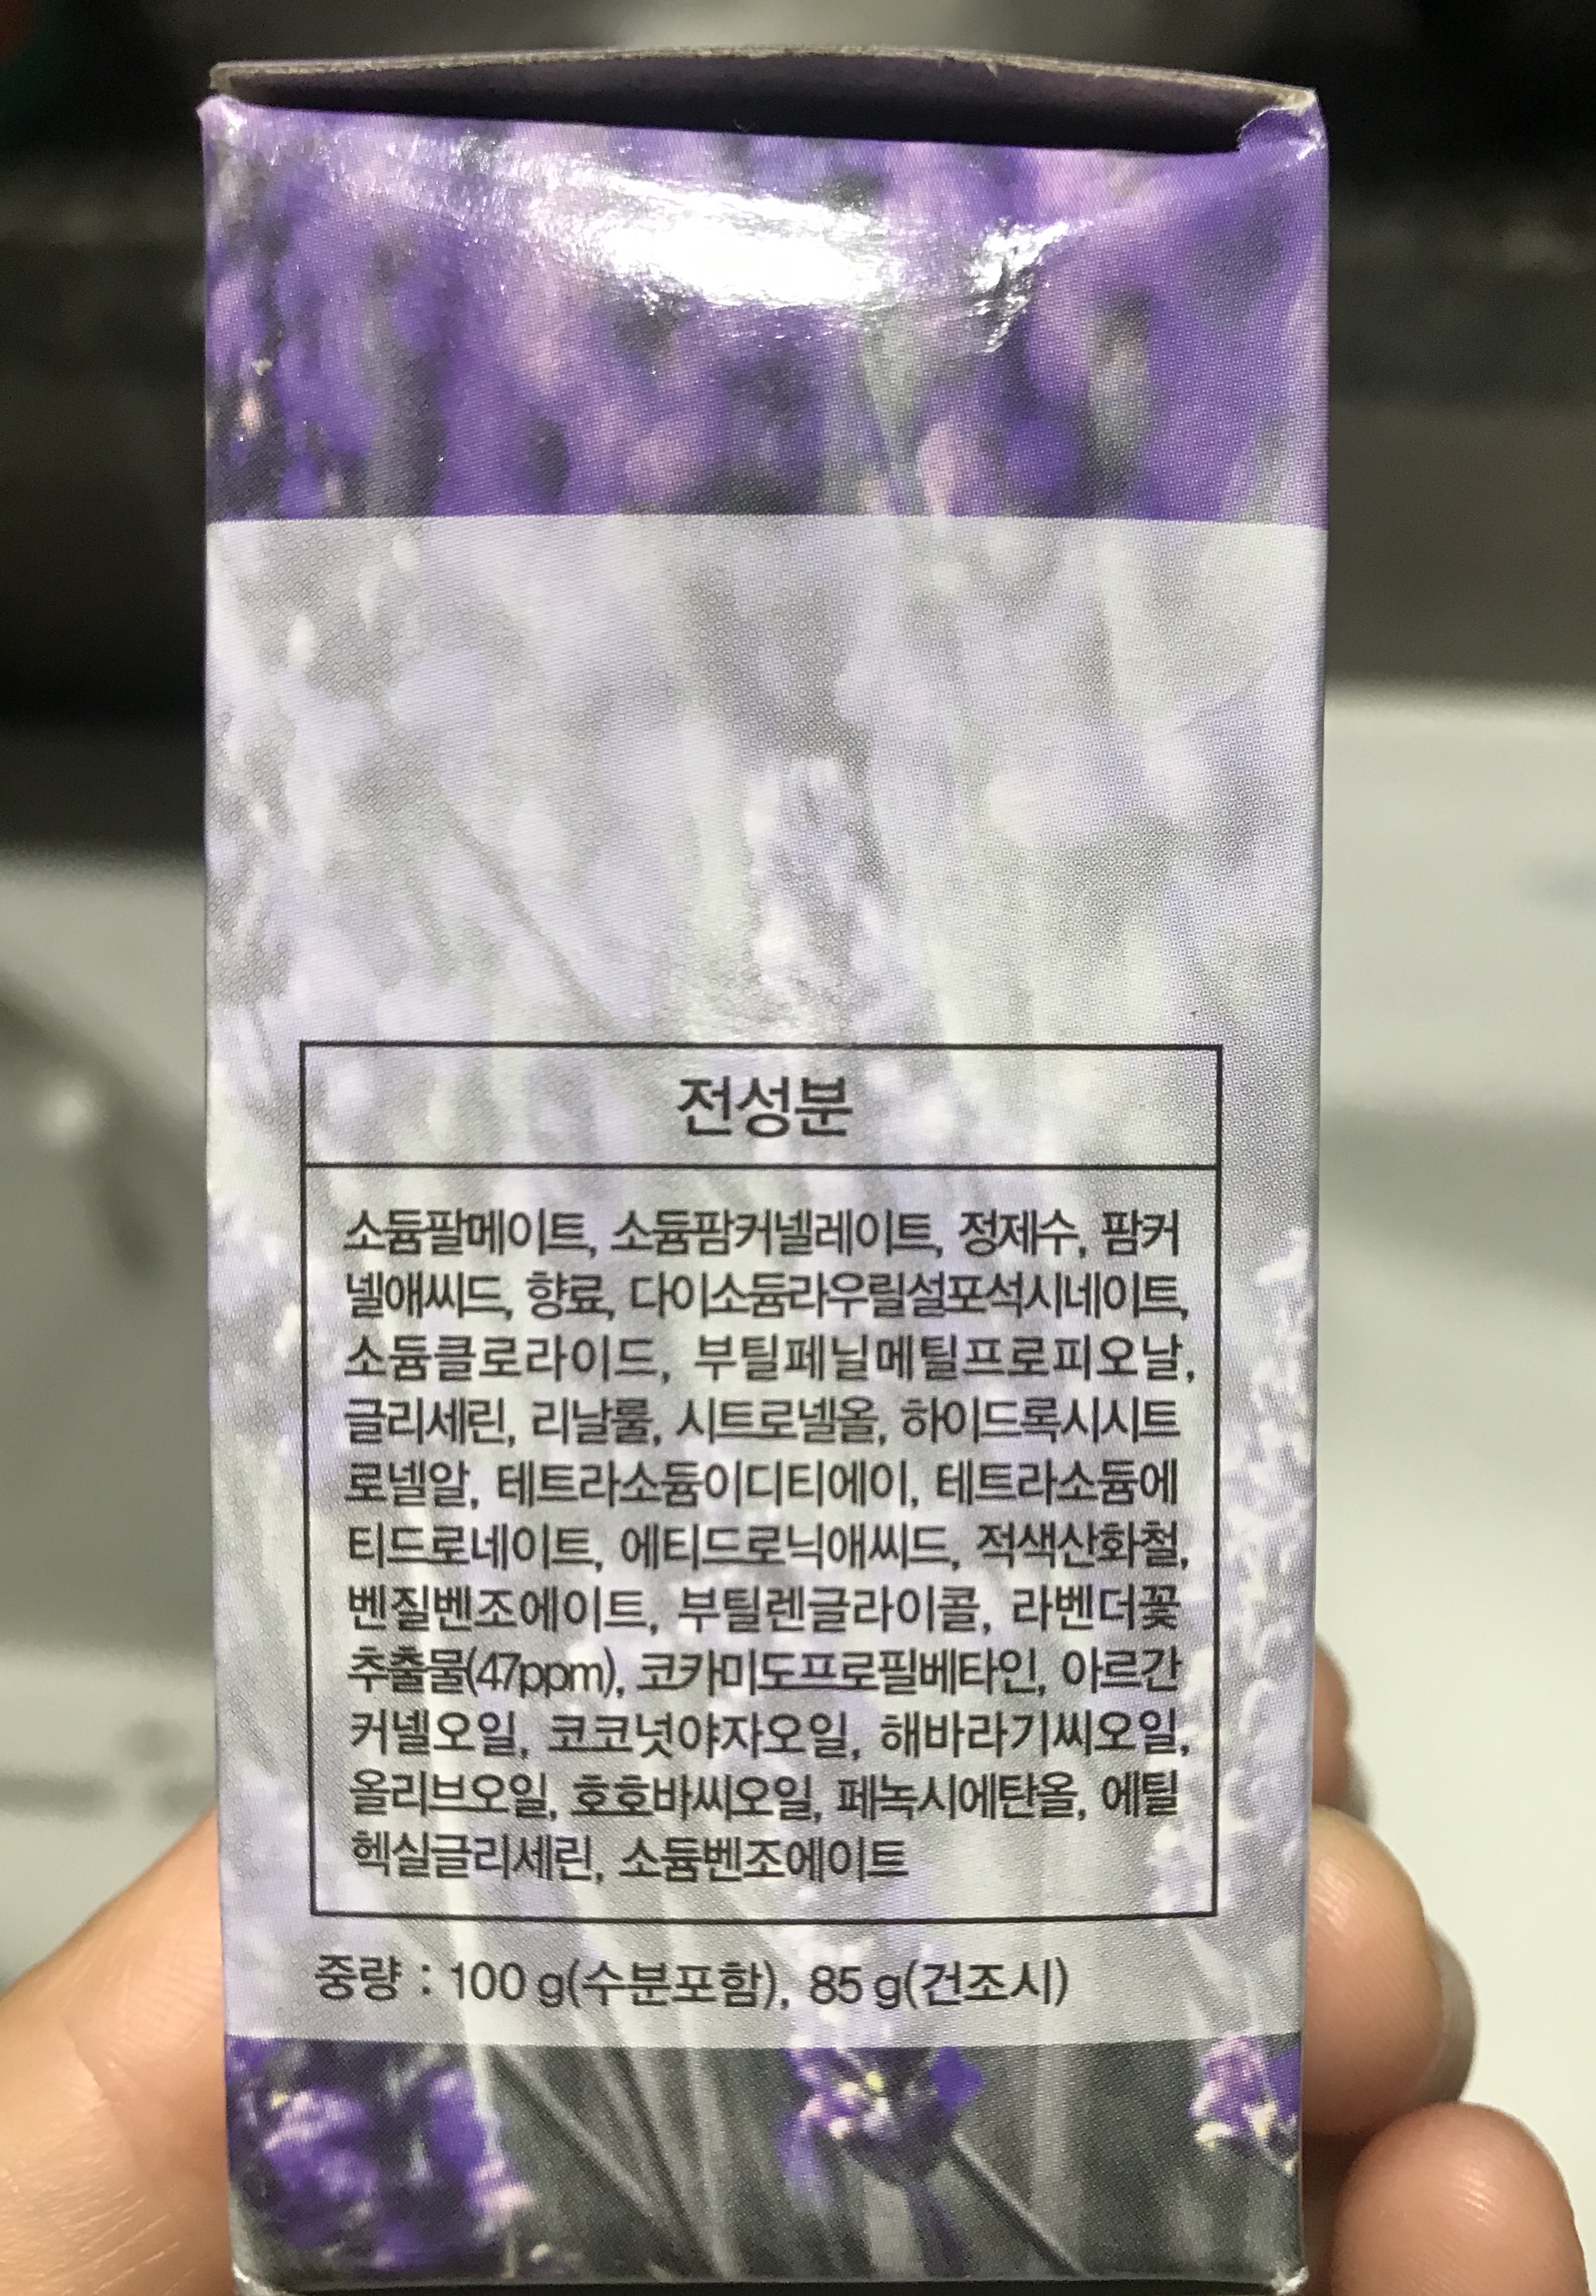 전성분
소듐팔메이트, 소듐팜커넬레이트, 정제수, 팜커
넬애씨드, 향료, 다이소듐라우릴설포석시네이트,
소듐클로라이드, 부틸페닐메틸프로피오날,
글리세린, 리날룰, 시트로넬올, 하이드록시시트
로넬알, 테트라소듐이디티에이, 테트라소듐에
티드로네이트, 에티드로닉애씨드, 적색산화철,
벤질벤조에이트, 부틸렌글라이콜, 라벤더꽃
추출물(47ppm), 코카미도프로필베타인, 아르간
커넬오일, 코코넛야자오일, 해바라기씨오일,
올리브오일, 호호바씨오일, 페녹시에탄올, 에틸
헥실글리세린, 소듐벤조에이트
중량 : 100 g(수분포함), 85 g(건조시)